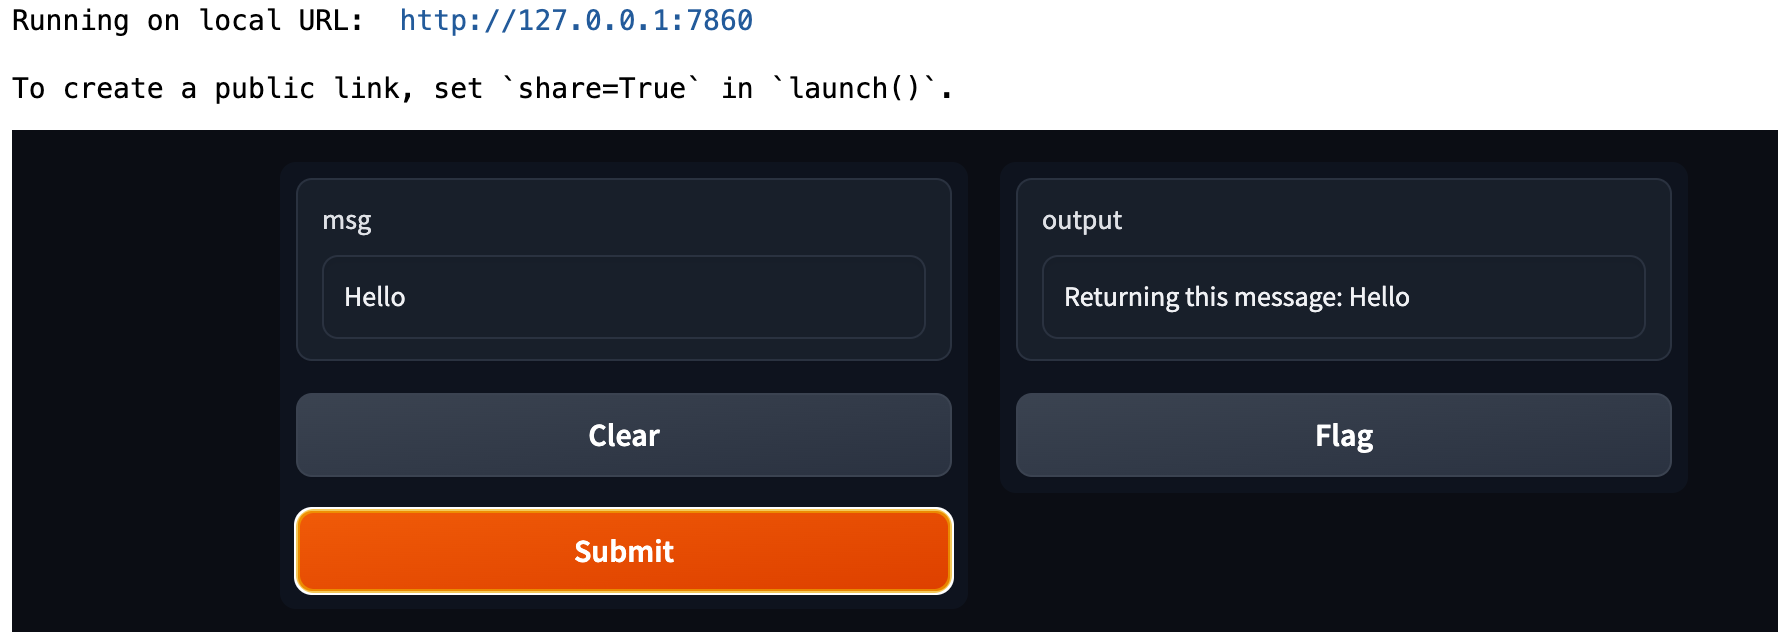 Running on local URL:  http://127.0.0.1:7860
To create a public link, set `share=True` in `launch()`.
msg
Hello
Clear
Submit
output
Returning this message: Hello
Flag